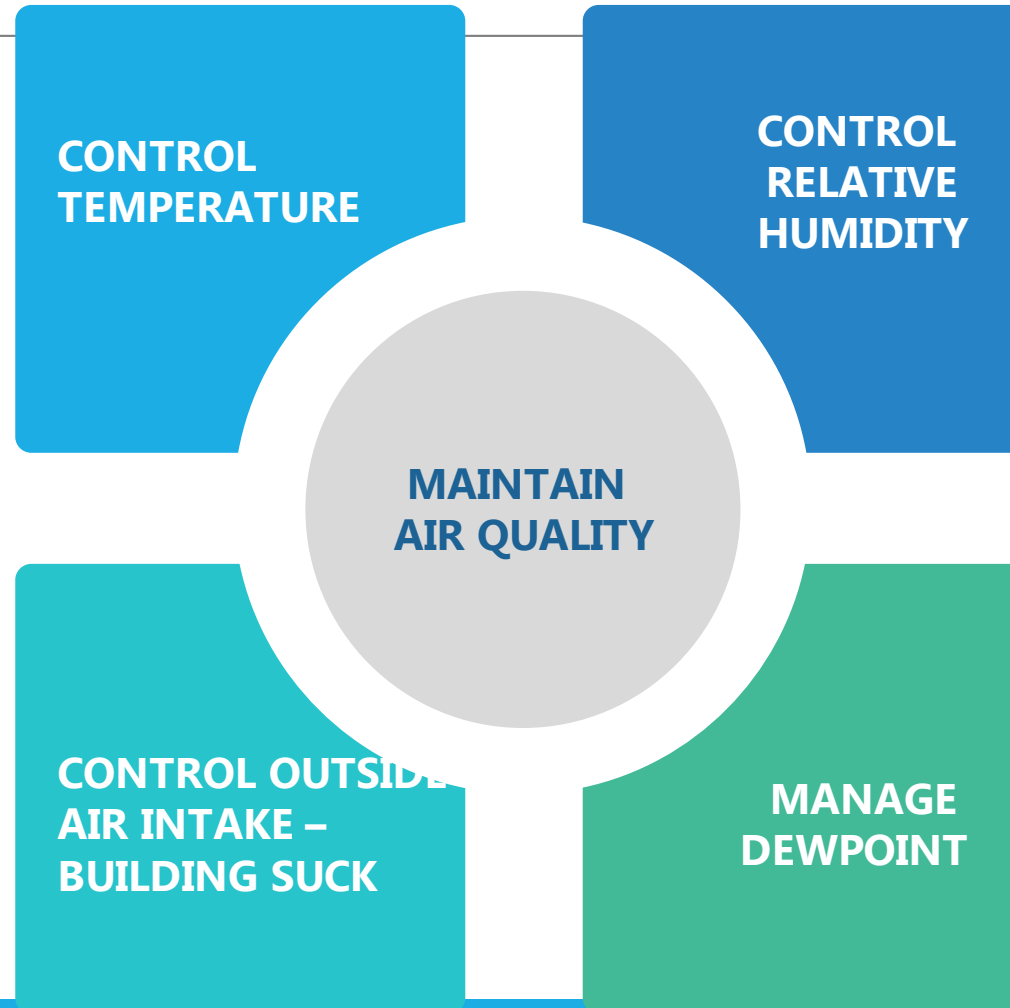 CONTROL
TEMPERATURE
CONTROL
RELATIVE
HUMIDITY
MAINTAIN
AIR QUALITY
CONTROL OUTSIDE
AIR INTAKE –
BUILDING SUCK
MANAGE
DEWPOINT